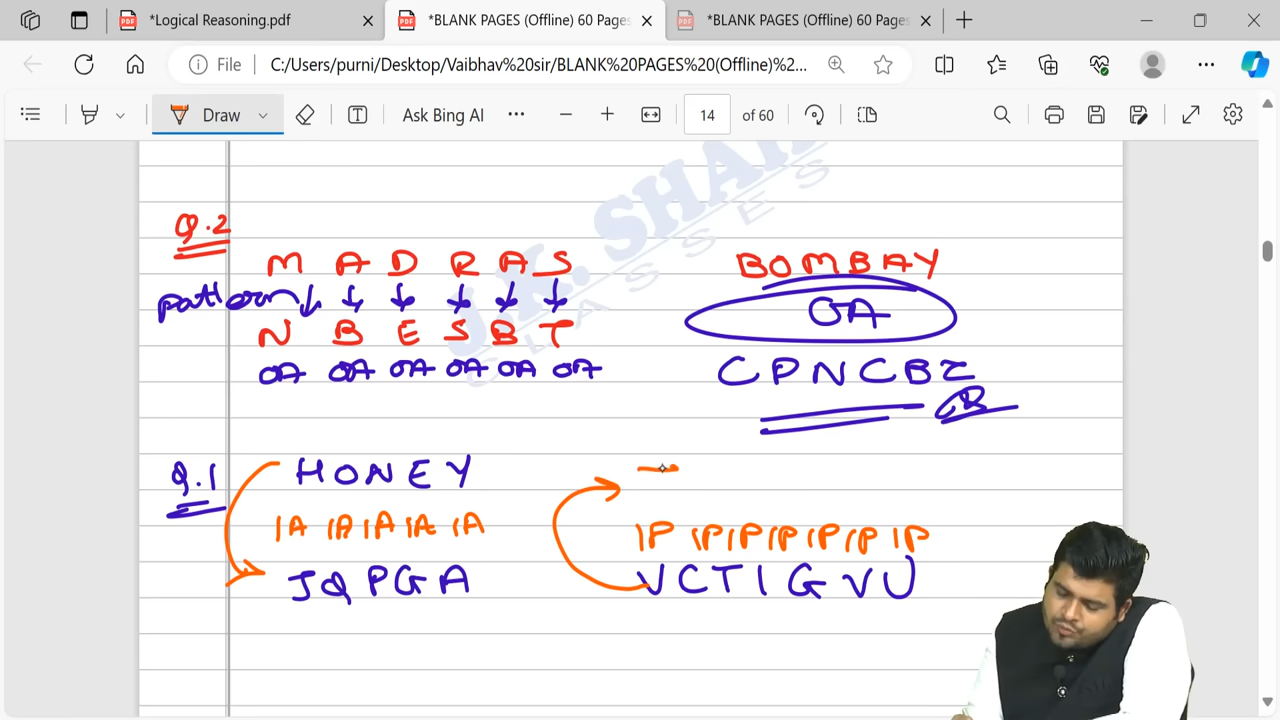 *Logical Reasoning.pdf
*BLANK PAGES (Offline) 60 Pages
*BLANK PAGES (Offline) 60 Pages
File
C:/Users/purni/Desktop/Vaibhav%20sir/BLANK%20PAGES%20(Offline)%2...
Draw
Ask Bing AI
14 of 60
J.K. SHAH
CLASSES
Q.2
M A D R A S
BOMBAY
pattern
OA
N B E S B T
OA OA OA OA OA OA
CPNCBZ
Q.1
HONEY
1A 1A 1A 1A 1A
1P 1P 1P 1P 1P 1P 1P
JQPGA
VCTIGVU